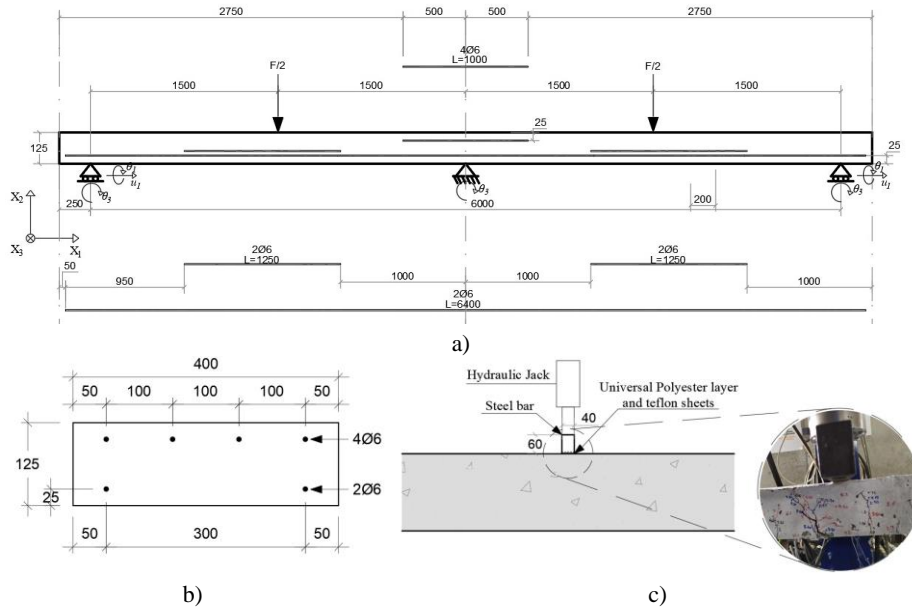 2750 500 500 2750
4Ø6
L=1000
F/2 F/2
1500 1500 1500 1500
25
125 25
θ1 θ1
u1 θ3 θ3 θ3 u1
X2
250 6000 200
X3 X1
2Ø6 2Ø6
L=1250 L=1250
50
950 1000 1000 1000
2Ø6
L=6400
a)
400
50 100 100 100 50
125
4Ø6
25
2Ø6
50 300 50
b)
Hydraulic Jack
Universal Polyester layer
and teflon sheets
Steel bar
40
60
c)